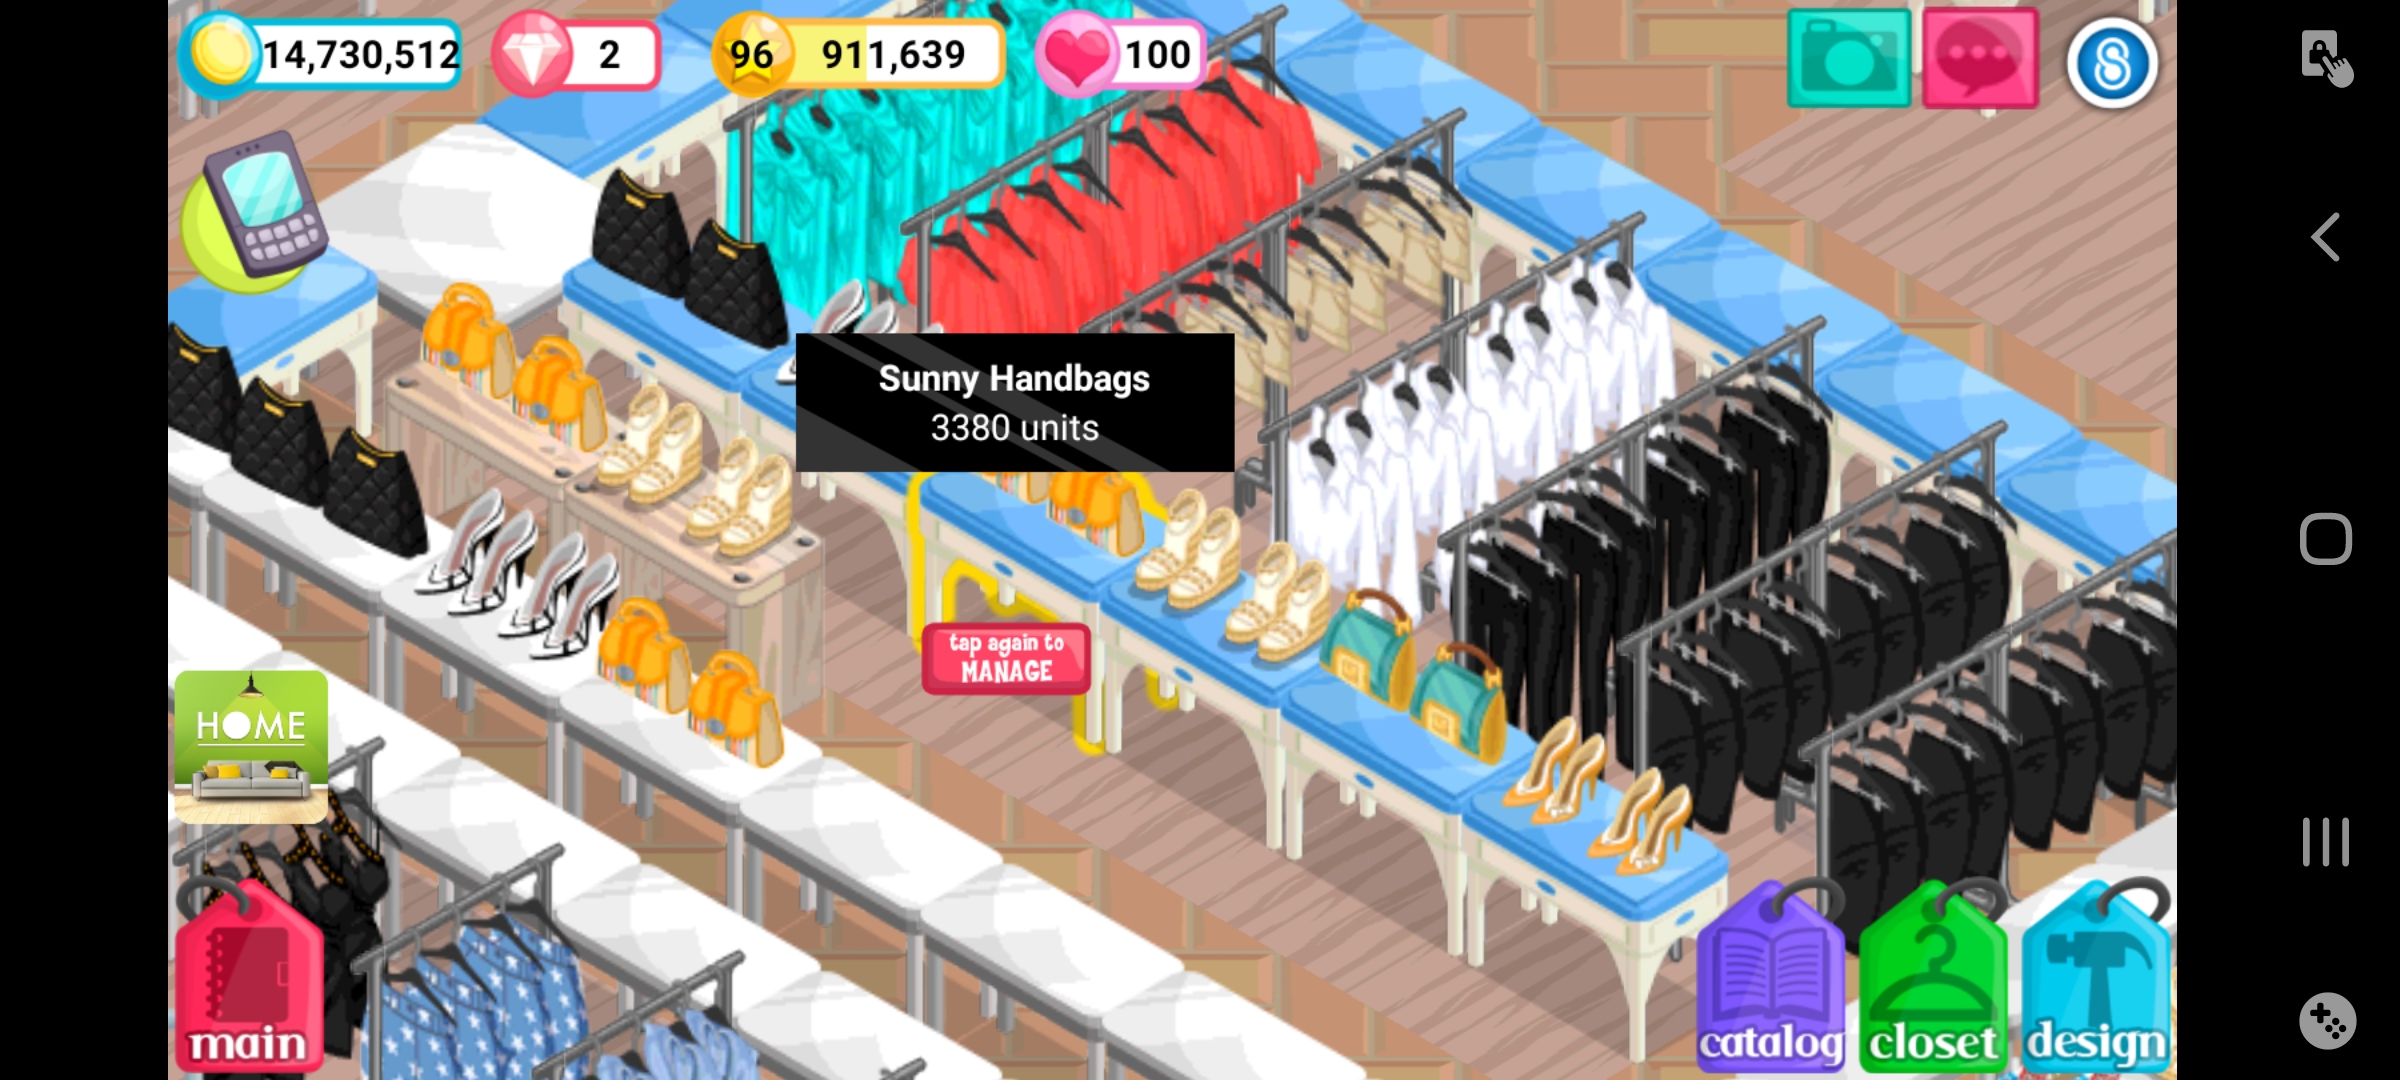 14,730,512
2
96
911,639
100
Sunny Handbags
3380 units
tap again to
MANAGE
HOME
main
catalog
closet
design